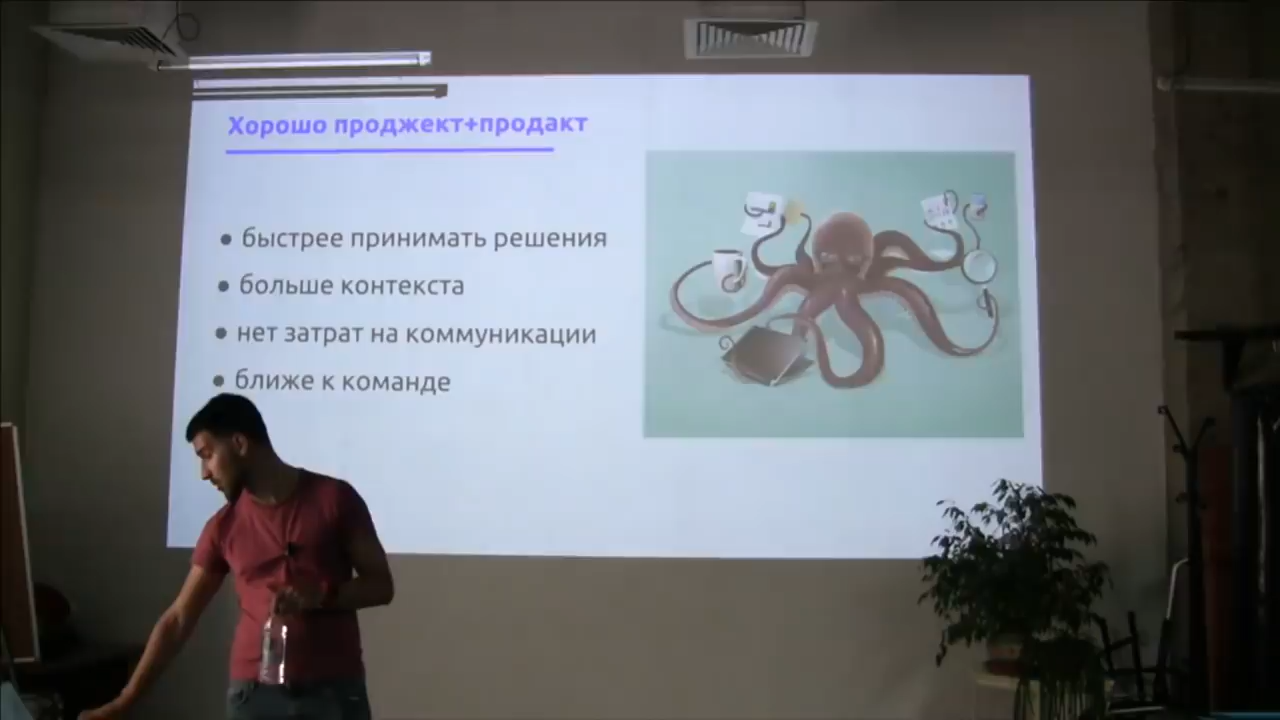 Хорошо проджект+продакт
быстрее принимать решения
больше контекста
нет затрат на коммуникации
ближе к команде